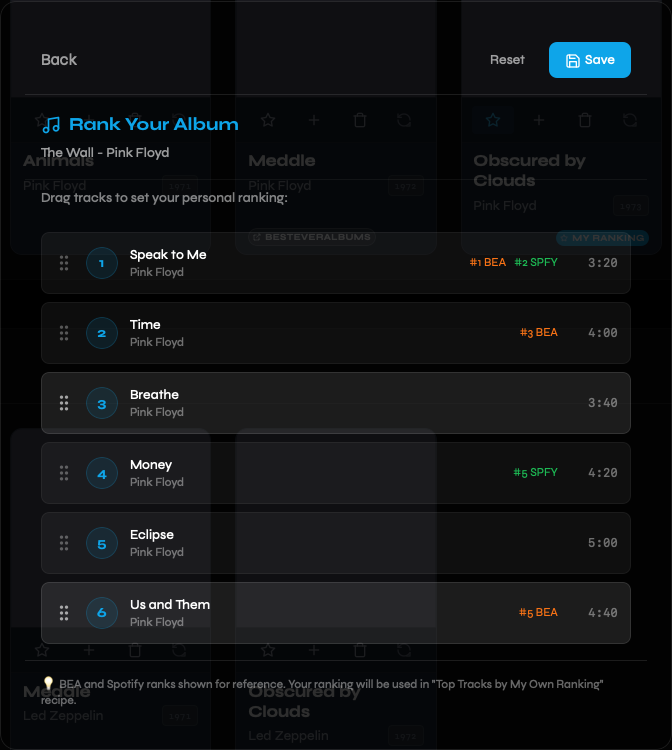 Back
Reset
Save
Rank Your Album
The Wall - Pink Floyd
Animals
Meddle
Obscured by
Clouds
Pink Floyd
1971
Pink Floyd
Pink Floyd
Drag tracks to set your personal ranking:
BESTEVERALBUMS
MY RANKING
1
Speak to Me
Pink Floyd
#1 BEA
#2 SPFY
3:20
2
Time
Pink Floyd
#3 BEA
4:00
3
Breathe
Pink Floyd
3:40
4
Money
Pink Floyd
#5 SPFY
4:20
5
Eclipse
Pink Floyd
5:00
6
Us and Them
Pink Floyd
#5 BEA
4:40
💡 BEA and Spotify ranks shown for reference. Your ranking will be used in "Top Tracks by My Own Ranking"
recipe.
Meddle
Obscured by
Clouds
Led Zeppelin
1971
Led Zeppelin